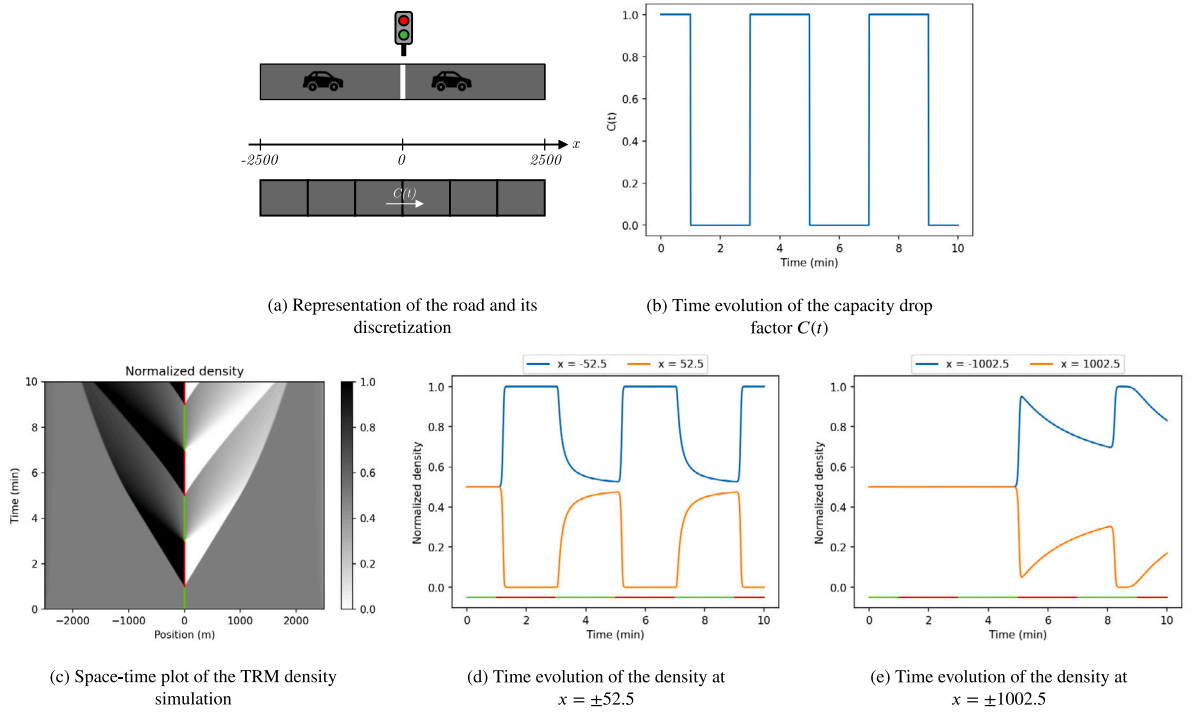 -2500
0
2500
x
C(t)
(a) Representation of the road and its
discretization
C(t)
1.0
0.8
0.6
0.4
0.2
0.0
0
2
4
6
8
10
Time (min)
(b) Time evolution of the capacity drop
factor C(t)
Normalized density
Time (min)
10
8
6
4
2
0
−2000
−1000
0
1000
2000
Position (m)
1.0
0.8
0.6
0.4
0.2
0.0
(c) Space-time plot of the TRM density
simulation
x = -52.5
x = 52.5
Normalized density
1.0
0.8
0.6
0.4
0.2
0.0
0
2
4
6
8
10
Time (min)
(d) Time evolution of the density at
x = ±52.5
x = -1002.5
x = 1002.5
Normalized density
1.0
0.8
0.6
0.4
0.2
0.0
0
2
4
6
8
10
Time (min)
(e) Time evolution of the density at
x = ±1002.5